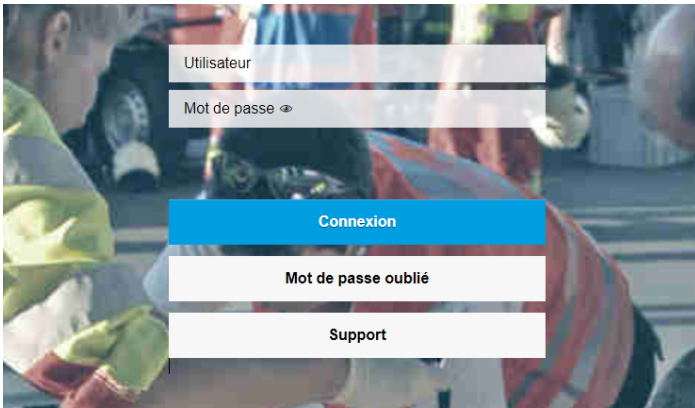 Utilisateur
Mot de passe
Connexion
Mot de passe oublié
Support